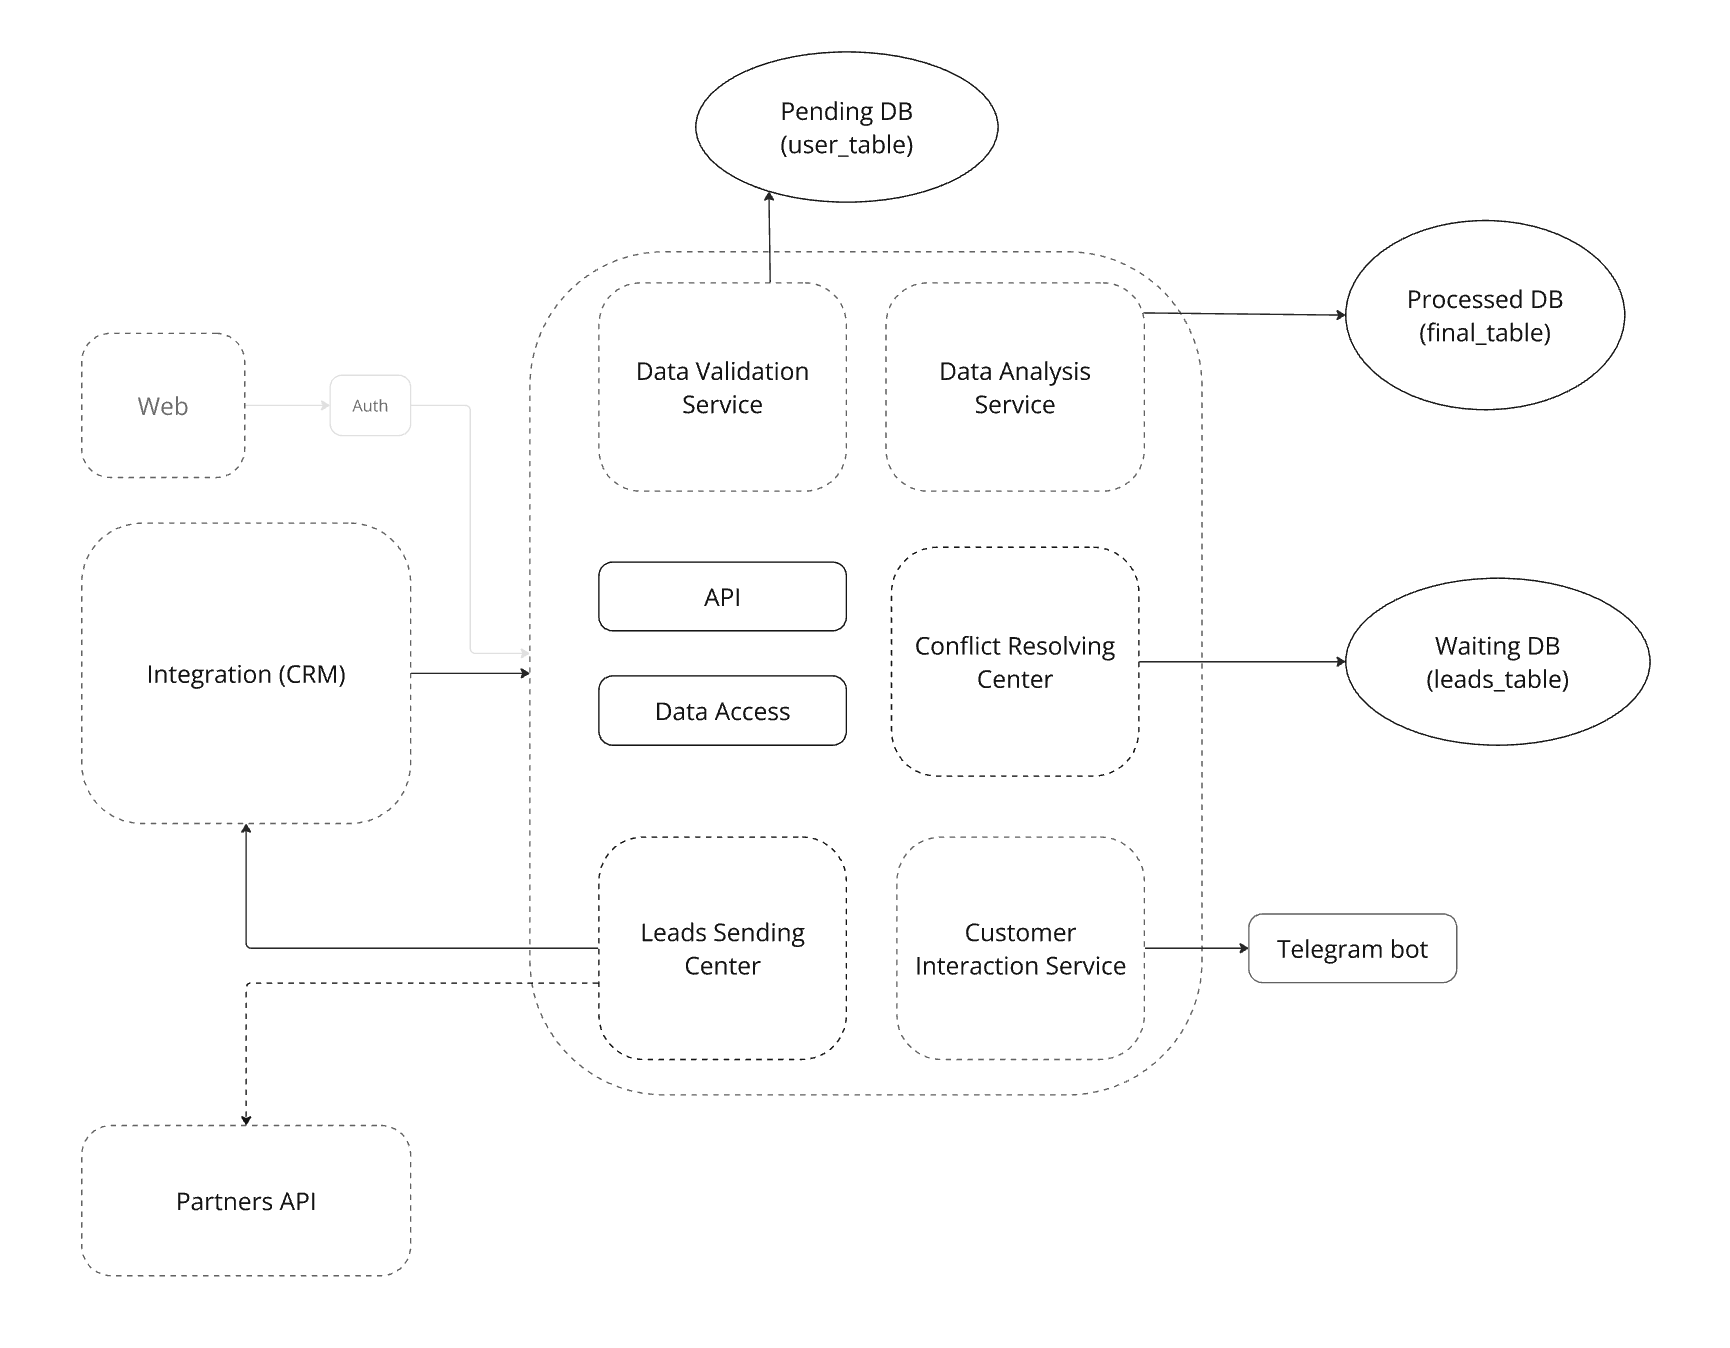 Pending DB
(user_table)
Processed DB
(final_table)
Data Validation
Service
Data Analysis
Service
Web
Auth
API
Integration (CRM)
Conflict Resolving
Center
Waiting DB
(leads_table)
Data Access
Leads Sending
Center
Customer
Interaction Service
Telegram bot
Partners API